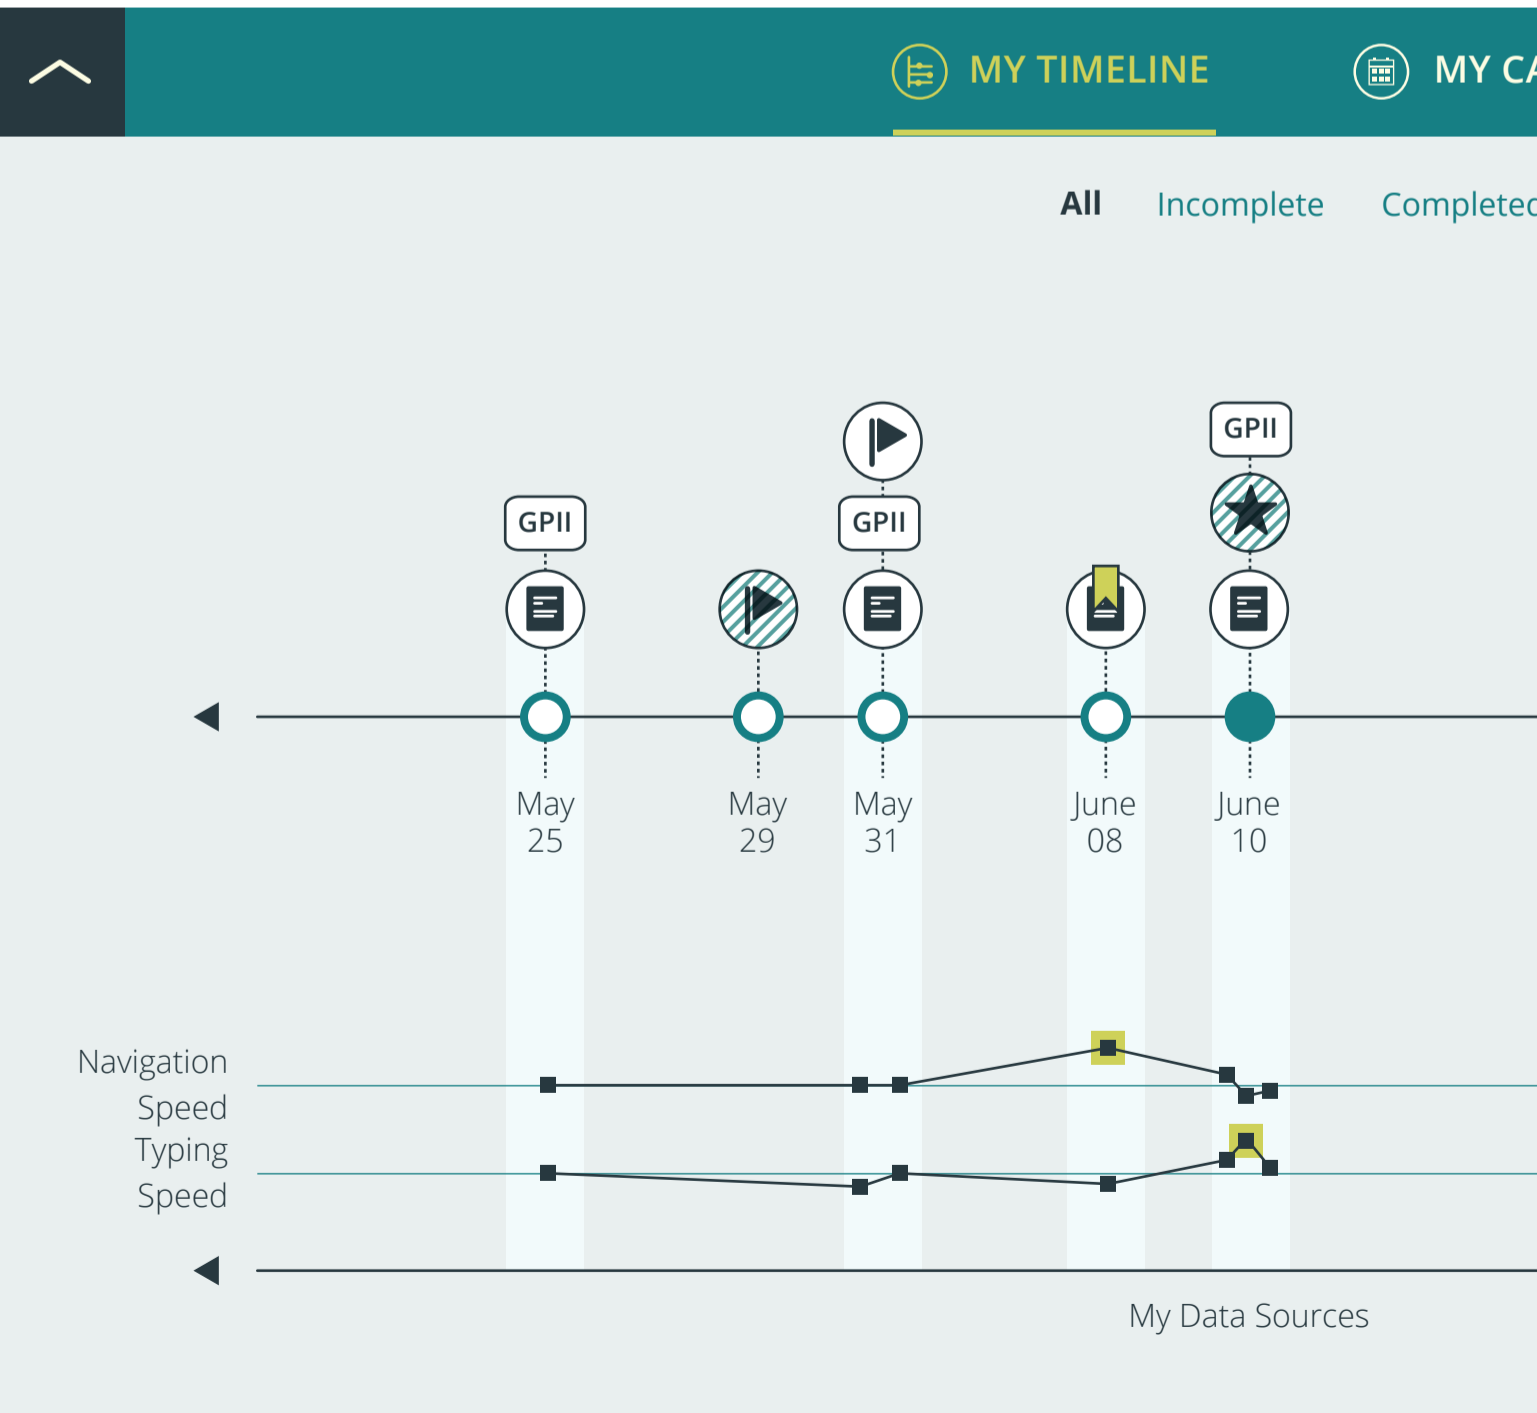 MY TIMELINE
MY CA
All
Incomplete
Completed
GPII
GPII
GPII
May
25
May
29
May
31
June
08
June
10
Navigation
Speed
Typing
Speed
My Data Sources